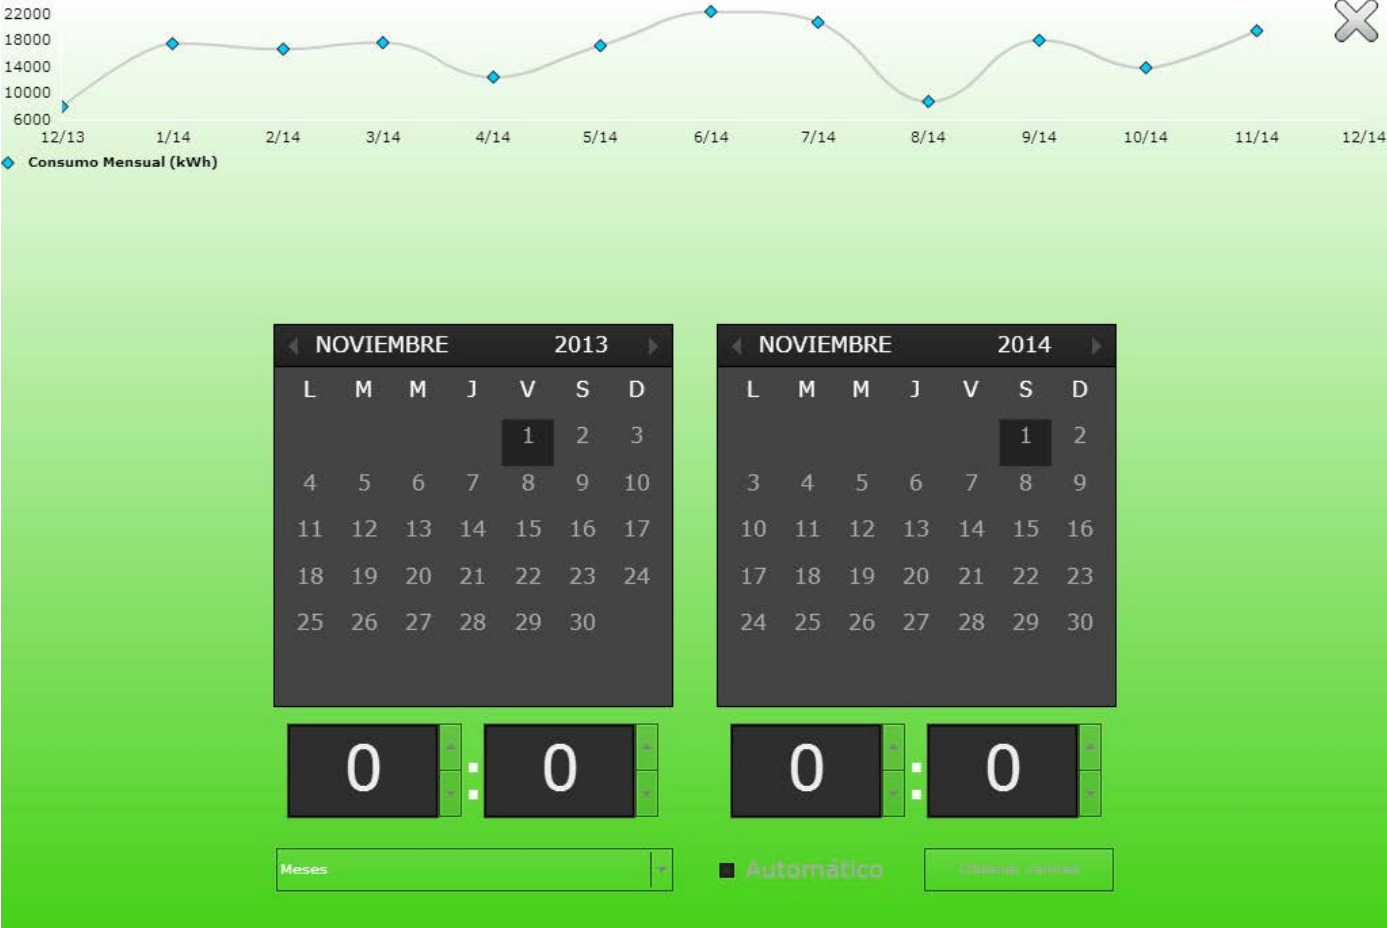 22000
18000
14000
10000
6000
12/13 1/14 2/14 3/14 4/14 5/14 6/14 7/14 8/14 9/14 10/14 11/14 12/14
Consumo Mensual (kWh)
NOVIEMBRE 2013
L M M J V S D
1 2 3
4 5 6 7 8 9 10
11 12 13 14 15 16 17
18 19 20 21 22 23 24
25 26 27 28 29 30
0 : 0
NOVIEMBRE 2014
L M M J V S D
1 2
3 4 5 6 7 8 9
10 11 12 13 14 15 16
17 18 19 20 21 22 23
24 25 26 27 28 29 30
0 : 0
Meses
Automático